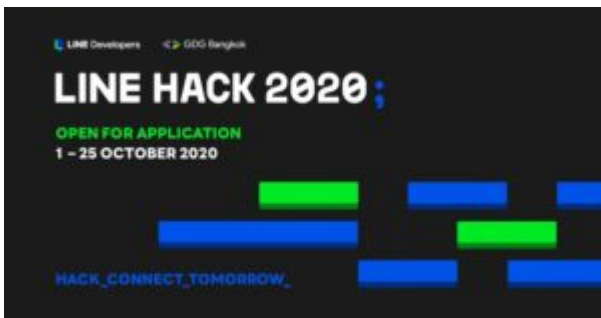 LINE Developers <> GDG Bangkok
LINE HACK 2020;
OPEN FOR APPLICATION
1 – 25 OCTOBER 2020
HACK_CONNECT_TOMORROW_